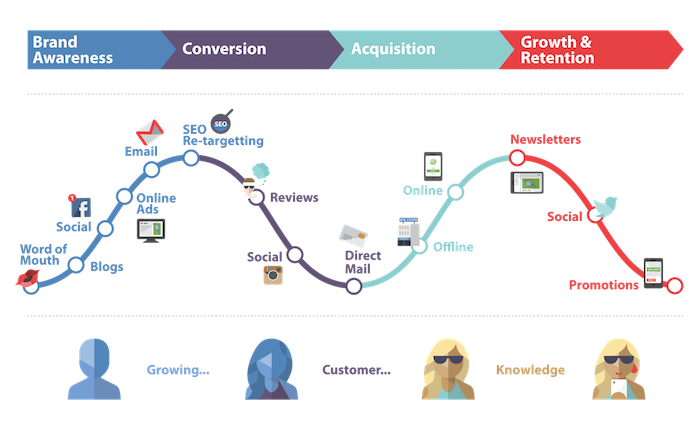 Brand
Awareness
Conversion
Acquisition
Growth &
Retention
Word of
Mouth
Blogs
Social
Online
Ads
Email
SEO
Re-targetting
SEO
Reviews
Social
Direct
Mail
Offline
Online
Newsletters
Social
Promotions
1
Growing...
Customer...
Knowledge